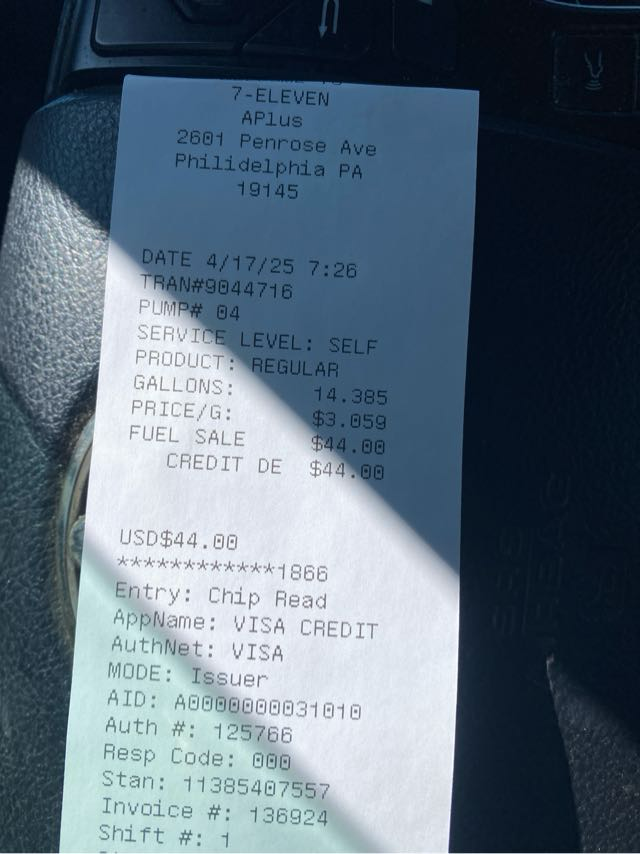 7-ELEVEN
APlus
2601 Penrose Ave
Philidelphia PA
19145
DATE 4/17/25 7:26
TRAN#9044716
PUMP# 04
SERVICE LEVEL: SELF
PRODUCT: REGULAR
GALLONS: 14.385
PRICE/G: $3.059
FUEL SALE $44.00
CREDIT DE $44.00
USD$44.00
************1866
Entry: Chip Read
AppName: VISA CREDIT
AuthNet: VISA
MODE: Issuer
AID: A0000000031010
Auth #: 125766
Resp Code: 000
Stan: 11385407557
Invoice #: 136924
Shift #: 1